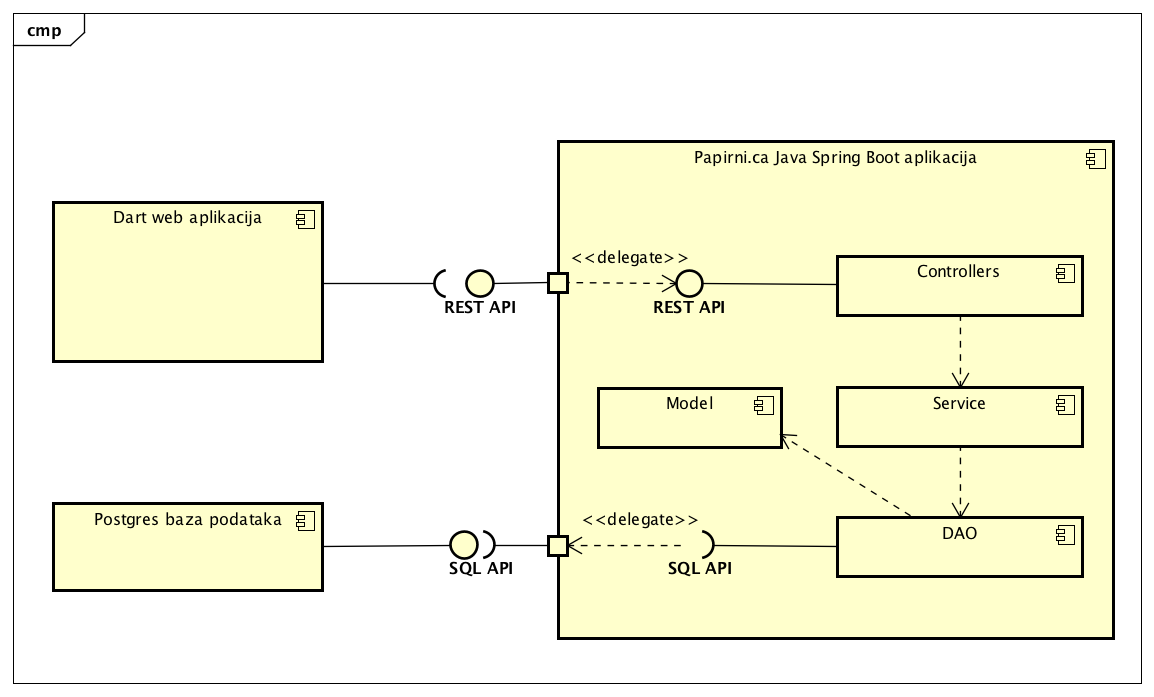 cmp
Papirni.ca Java Spring Boot aplikacija
Dart web aplikacija
<<delegate>>
REST API
REST API
Controllers
Model
Service
Postgres baza podataka
<<delegate>>
SQL API
SQL API
DAO